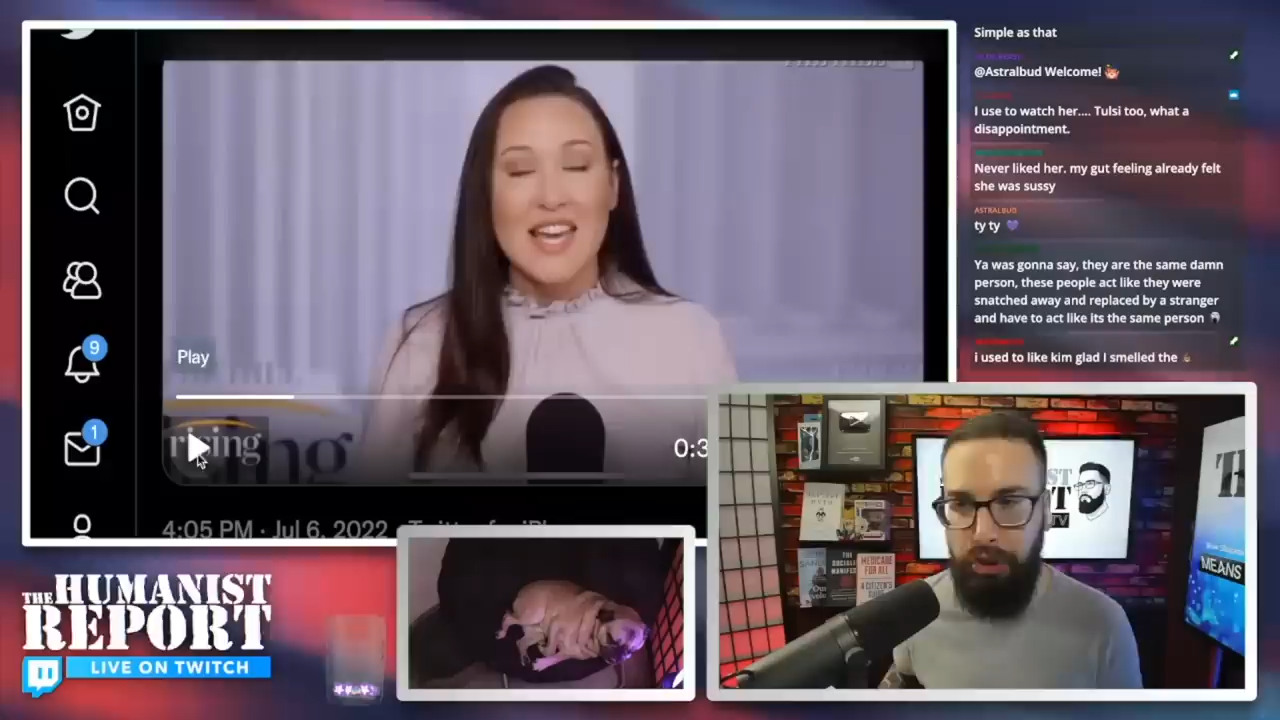 Simple as that
@Astralbud Welcome!
I use to watch her.... Tulsi too, what a
disappointment.
Never liked her. my gut feeling already felt
she was sussy
ASTRALBUD
ty ty
Ya was gonna say, they are the same damn
person, these people act like they were
snatched away and replaced by a stranger
and have to act like its the same person
i used to like kim glad I smelled the
9
1
Play
rising
0:3
4:05 PM · Jul 6, 2022
THE HUMANIST
REPORT
LIVE ON TWITCH
MEDICARE
FOR ALL
MEANS